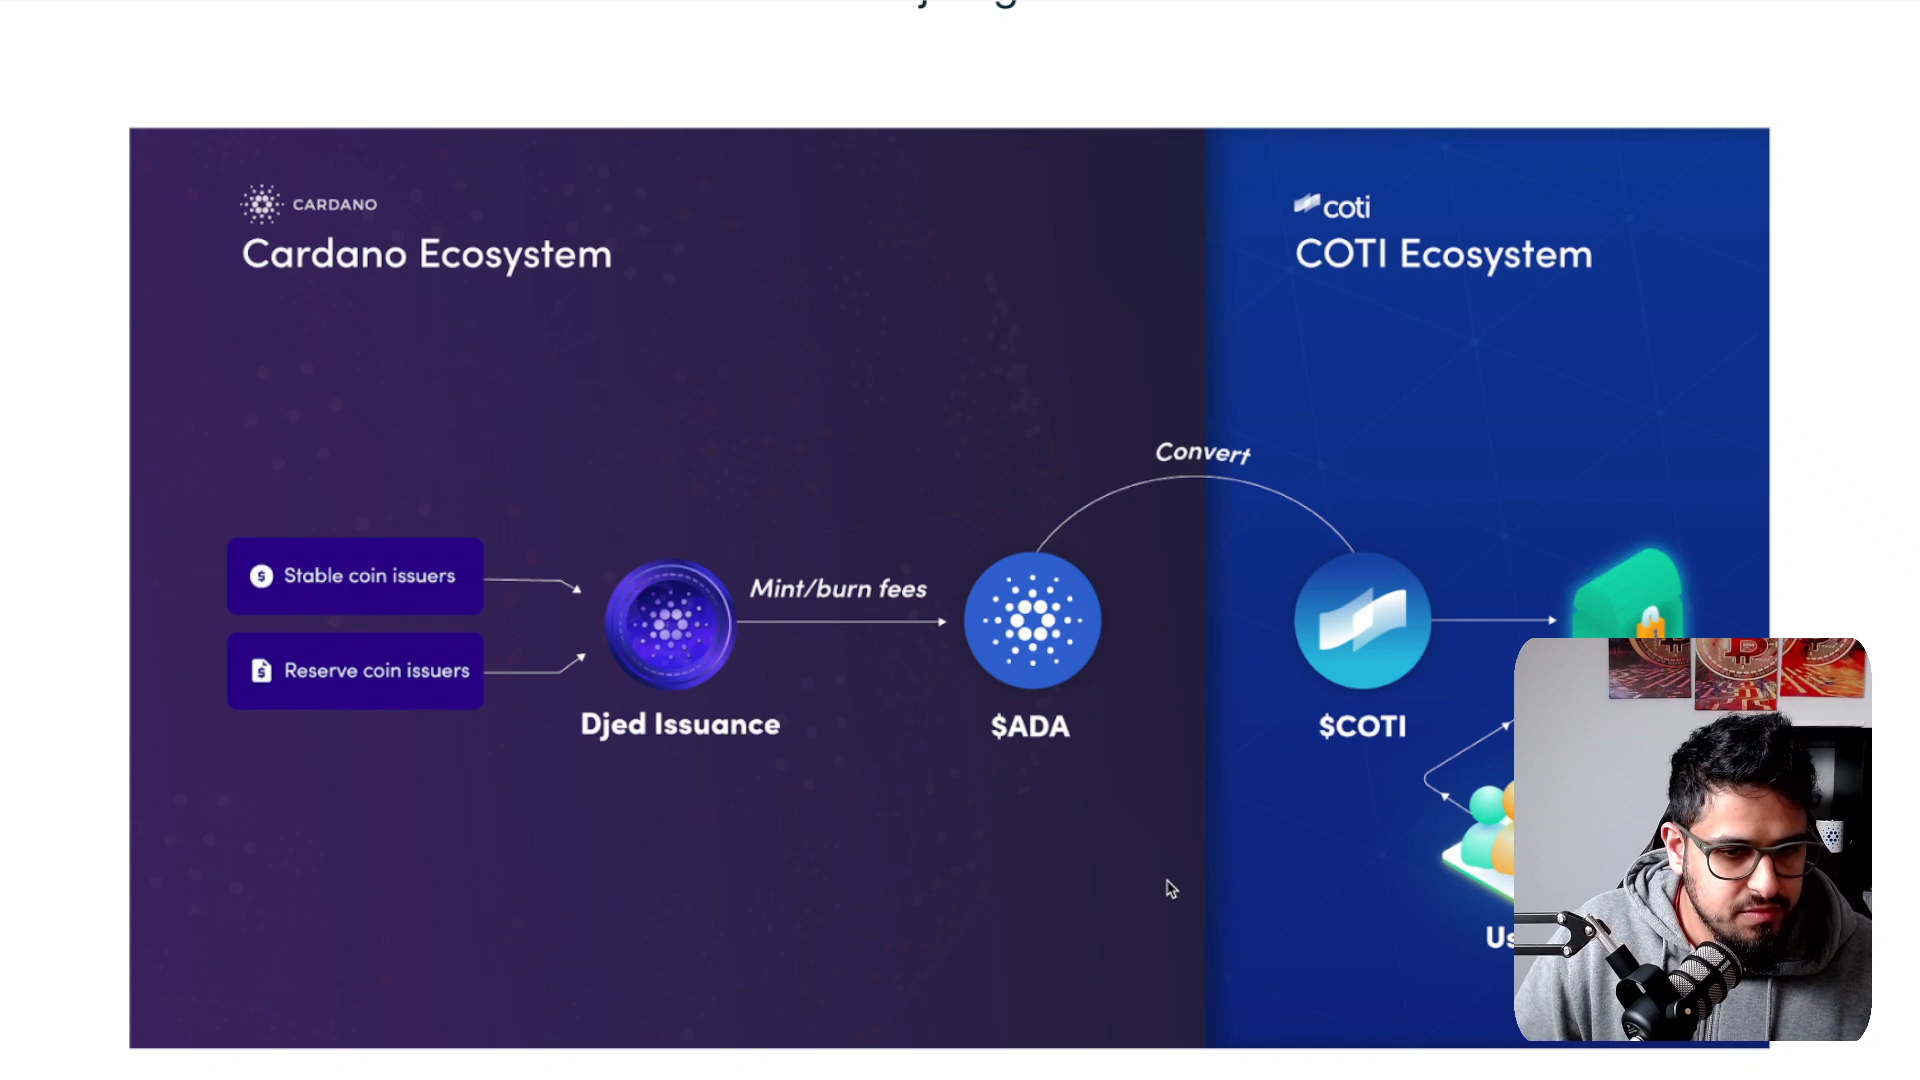 CARDANO
Cardano Ecosystem
coti
COTI Ecosystem
Convert
Stable coin issuers
Reserve coin issuers
Mint/burn fees
Djed Issuance
$ADA
$COTI